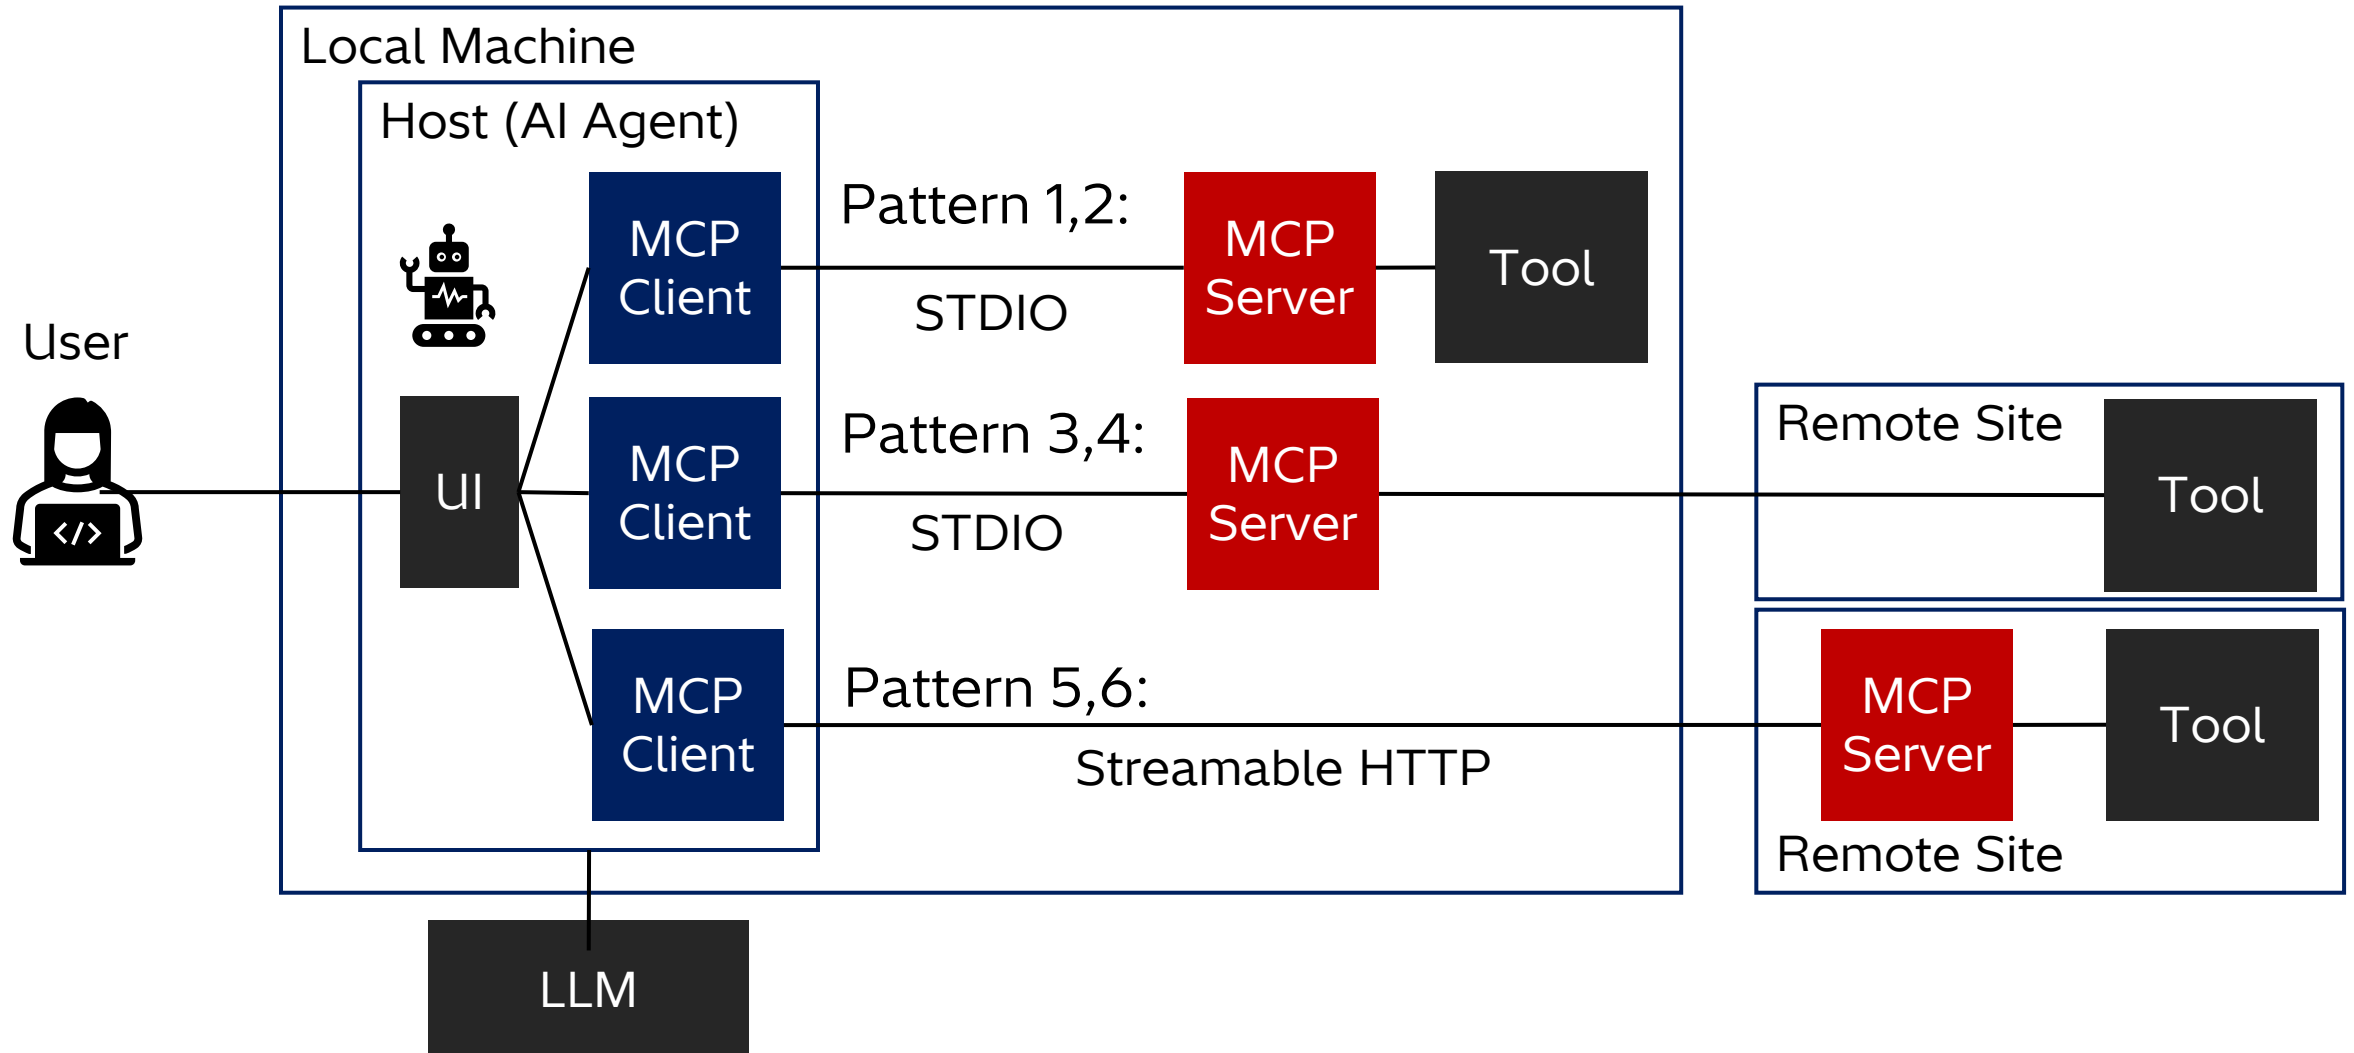 Local Machine
Host (AI Agent)
User
UI
MCP
Client
Pattern 1,2:
STDIO
MCP
Server
Tool
MCP
Client
Pattern 3,4:
STDIO
MCP
Server
Remote Site
Tool
MCP
Client
Pattern 5,6:
Streamable HTTP
MCP
Server
Tool
Remote Site
LLM